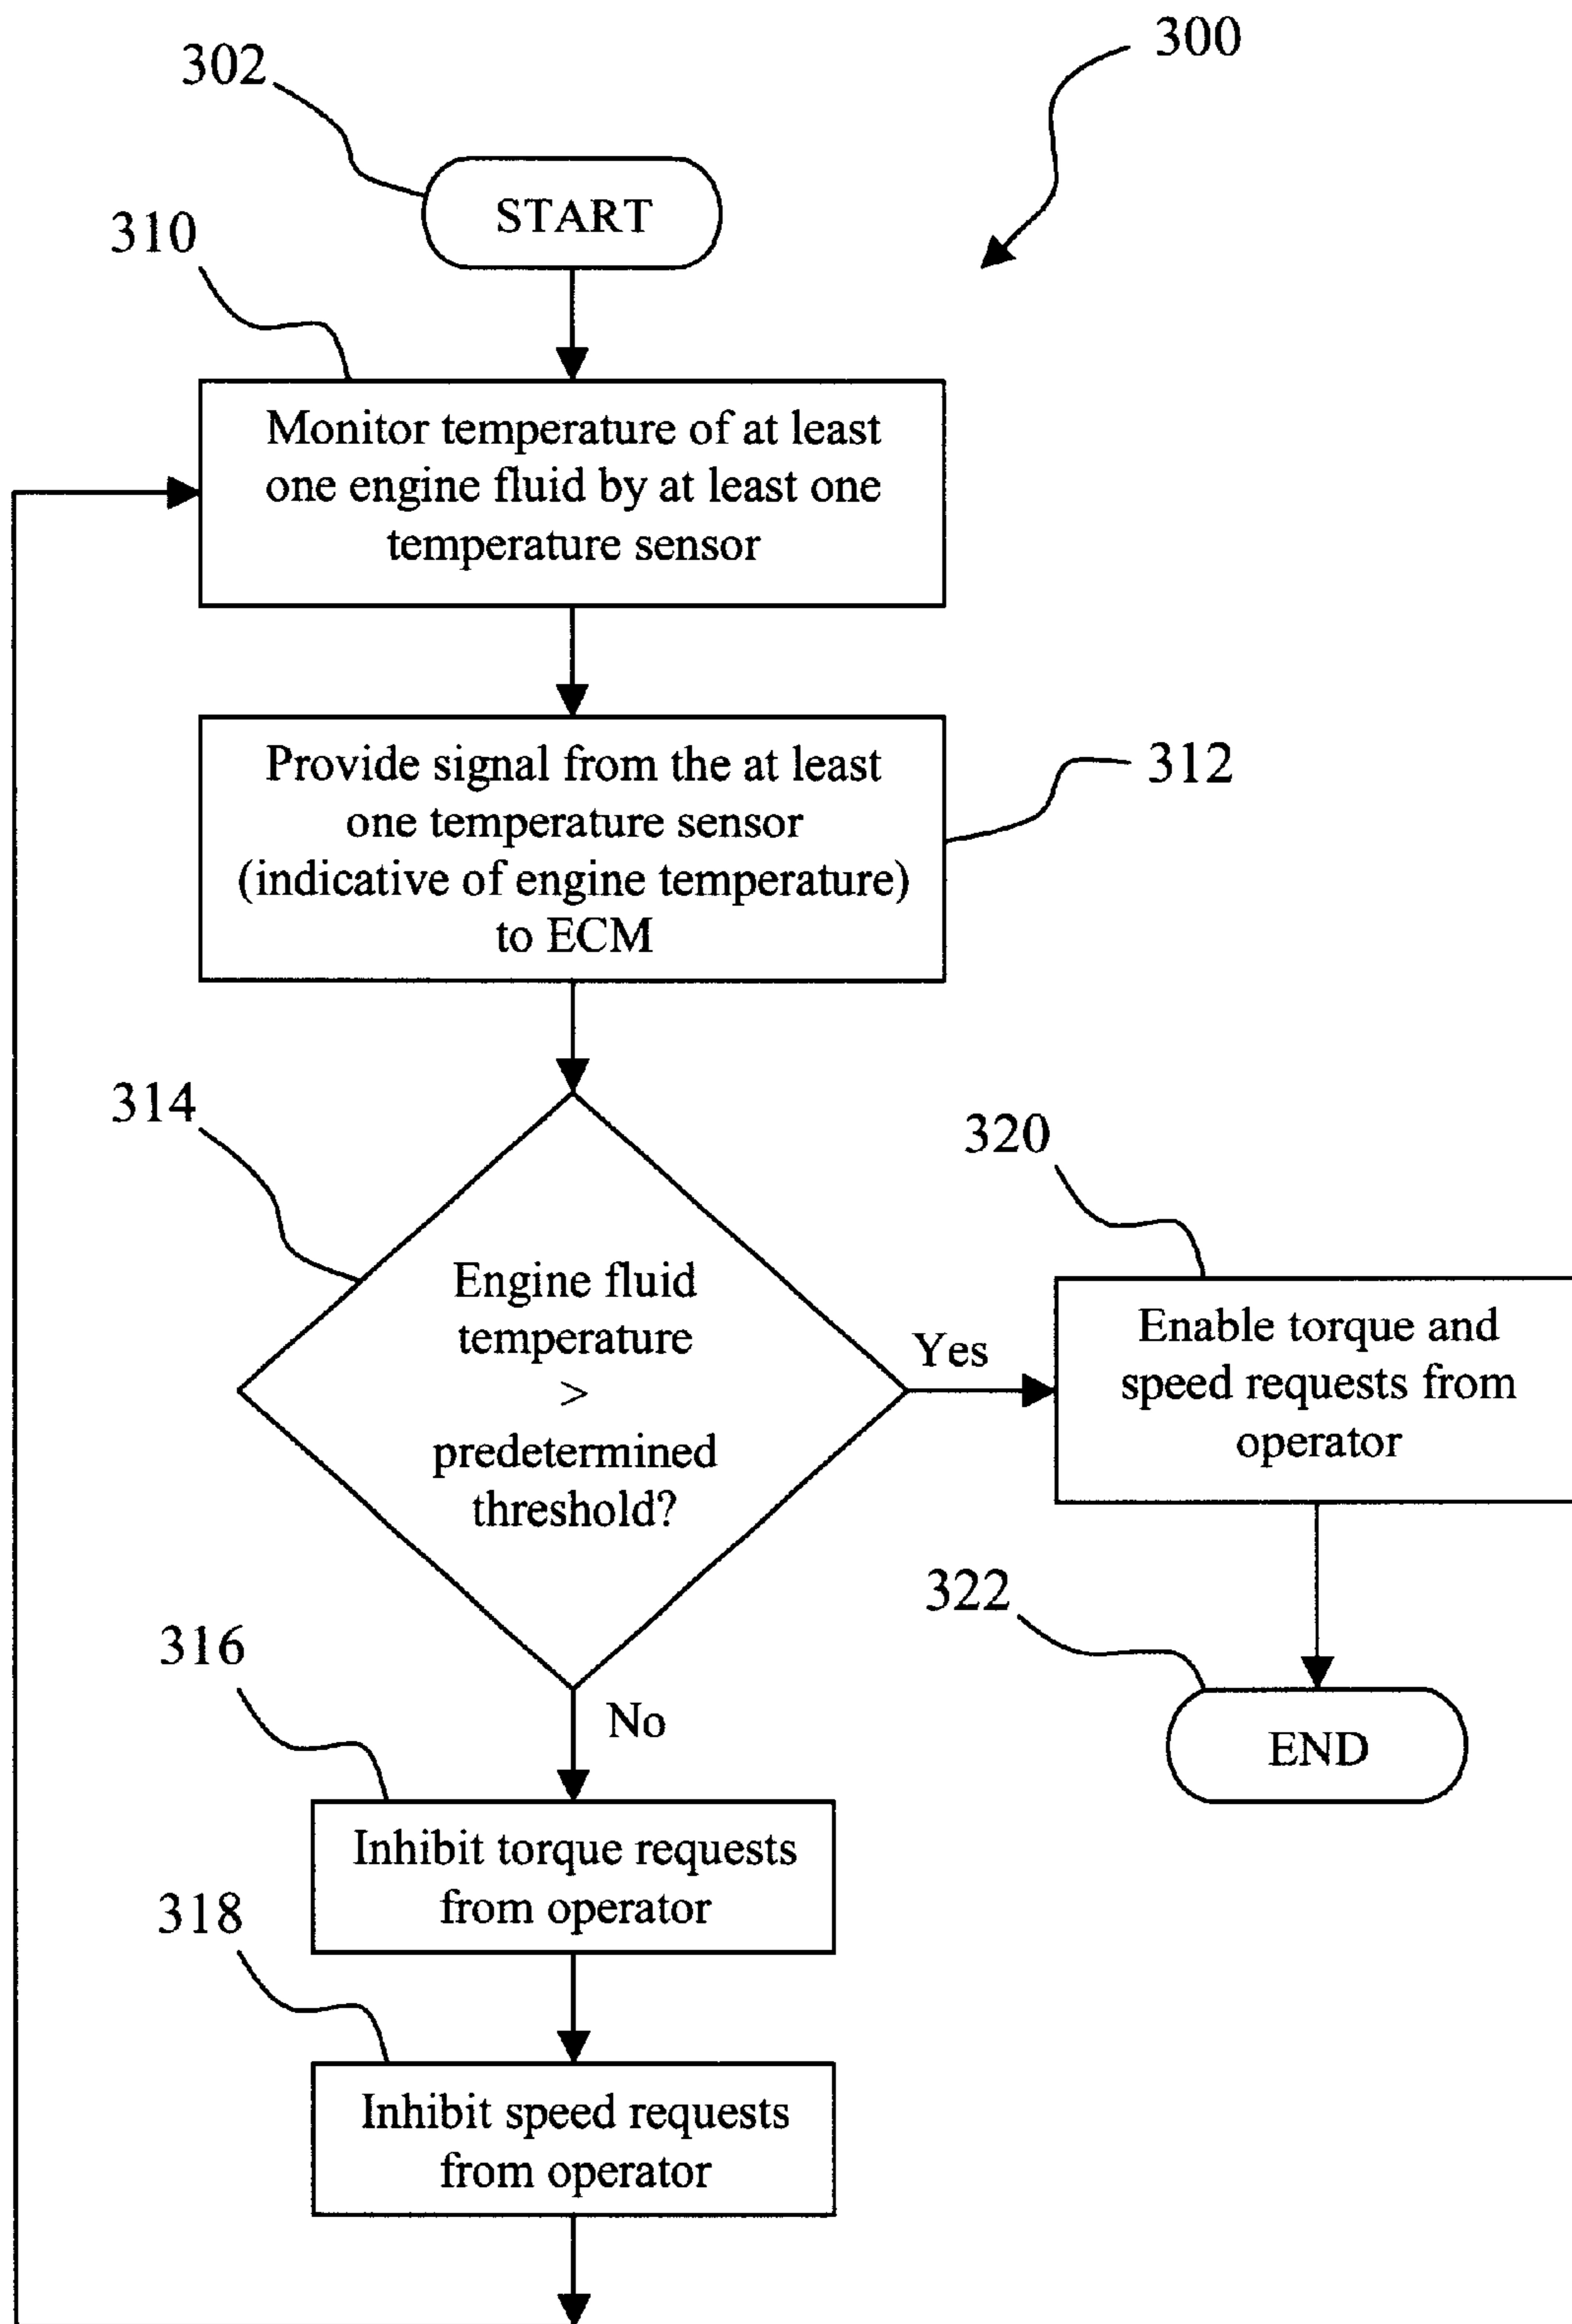 300
302
START
310
Monitor temperature of at least
one engine fluid by at least one
temperature sensor
Provide signal from the at least
one temperature sensor
(indicative of engine temperature)
to ECM
312
314
Engine fluid
temperature
>
predetermined
threshold?
Yes
320
Enable torque and
speed requests from
operator
322
END
No
316
Inhibit torque requests
from operator
318
Inhibit speed requests
from operator